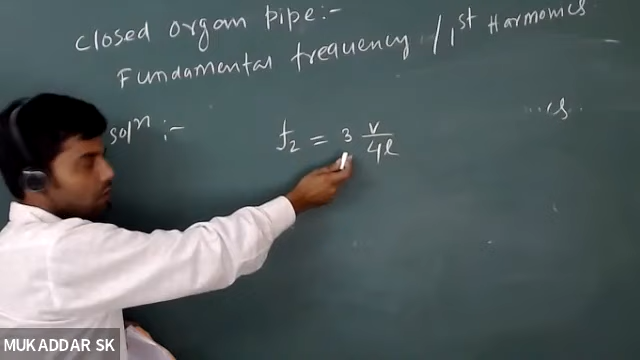 closed organ pipe:-
Fundamental frequency / 1st Harmonics
solⁿ :-
f₂ = 3 v/4l
MUKADDAR SK